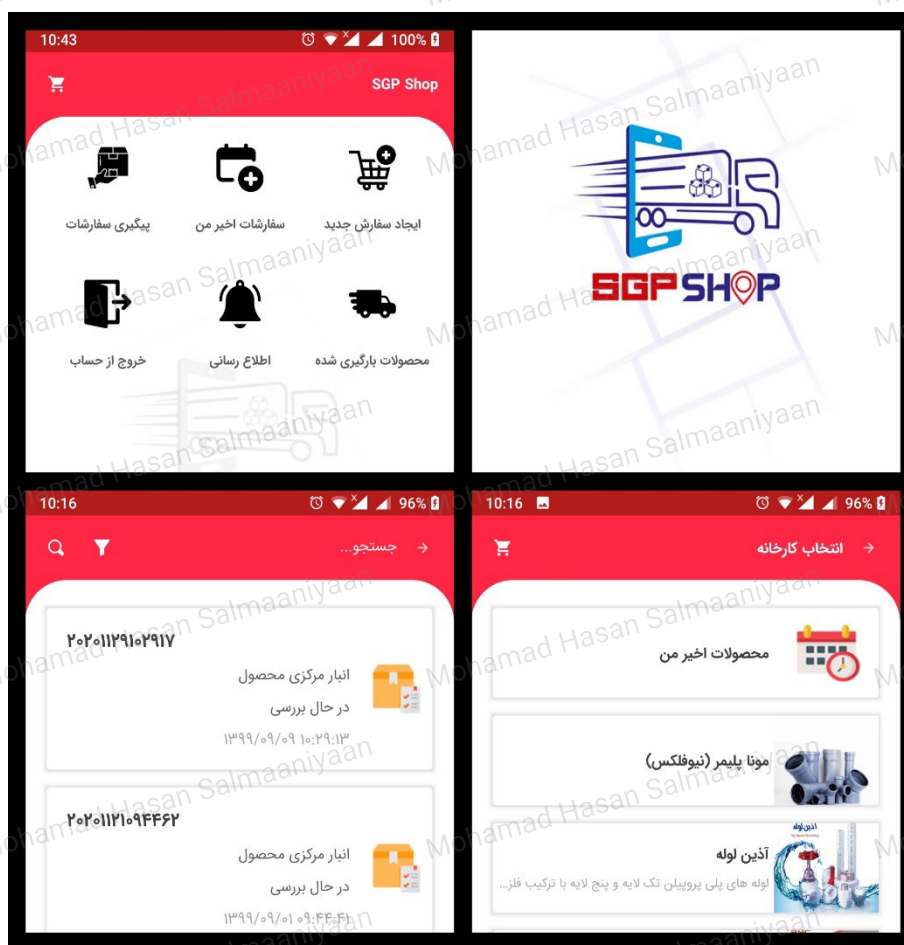 10:43
100%
SGP Shop
ایجاد سفارش جدید
سفارشات اخیر من
پیگیری سفارشات
محصولات بارگیری شده
اطلاع رسانی
خروج از حساب
SGP SHOP
10:16
96%
جستجو...
۲۰۲۰۱۱۲۹۱۰۲۹۱۷
انبار مرکزی محصول
در حال بررسی
۱۳۹۹/۰۹/۰۹ ۱۰:۲۹:۱۳
۲۰۲۰۱۱۲۱۰۹۴۴۶۲
انبار مرکزی محصول
در حال بررسی
۱۳۹۹/۰۹/۰۱ ۰۹:۴۴:۴۱
10:16
96%
انتخاب کارخانه
محصولات اخیر من
مونا پلیمر (نیوفلکس)
آذین لوله
آذین لوله
لوله های پلی پروپیلن تک لایه و پنج لایه با ترکیب فلز...
Mohamad Hasan Salmaaniyaan